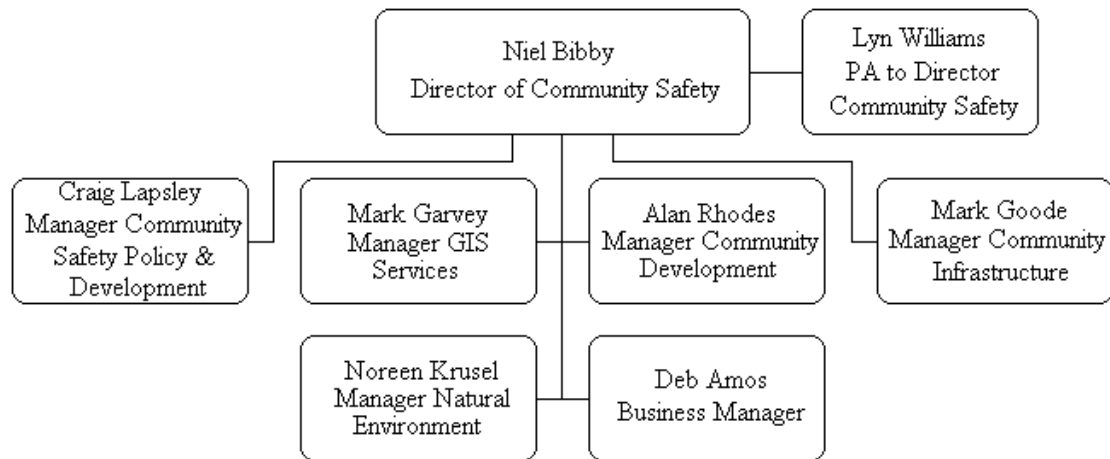 Niel Bibby
Director of Community Safety
Lyn Williams
PA to Director
Community Safety
Craig Lapsley
Manager Community
Safety Policy &
Development
Mark Garvey
Manager GIS
Services
Alan Rhodes
Manager Community
Development
Mark Goode
Manager Community
Infrastructure
Noreen Krusel
Manager Natural
Environment
Deb Amos
Business Manager